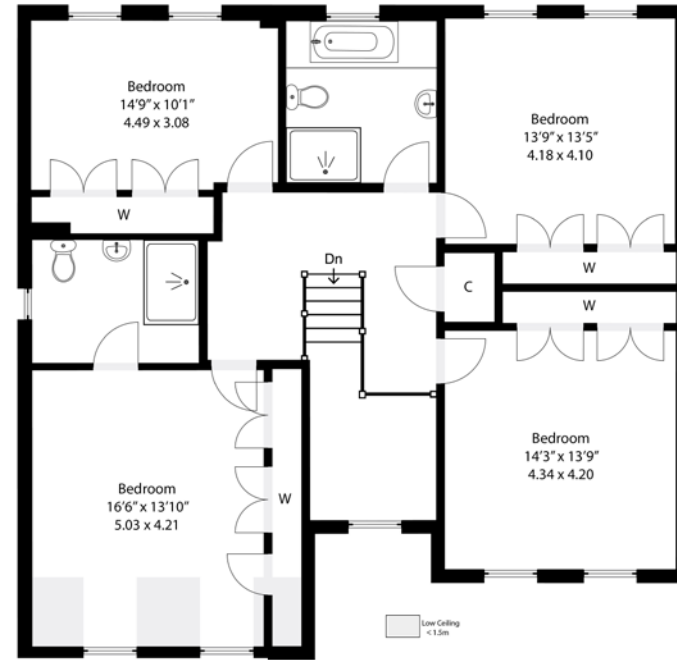 Bedroom
14'9" x 10'1"
4.49 x 3.08
Bedroom
13'9" x 13'5"
4.18 x 4.10
W
W
Dn
C
W
Bedroom
14'3" x 13'9"
4.34 x 4.20
Bedroom
16'6" x 13'10"
5.03 x 4.21
W
Low Ceiling
< 1.5m